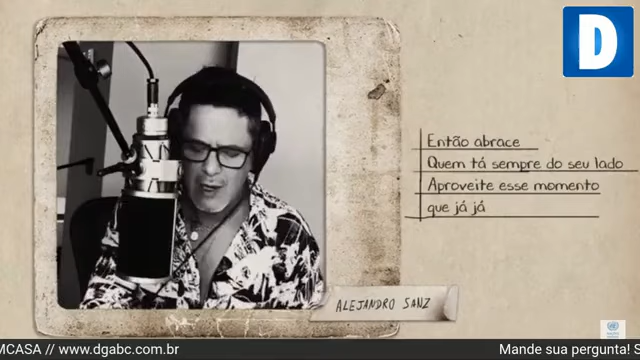 D
Então abrace
Quem tá sempre do seu lado
Aproveite esse momento
que já já
ALEJANDRO SANZ
MCASA // www.dgabc.com.br
Mande sua pergunta! S